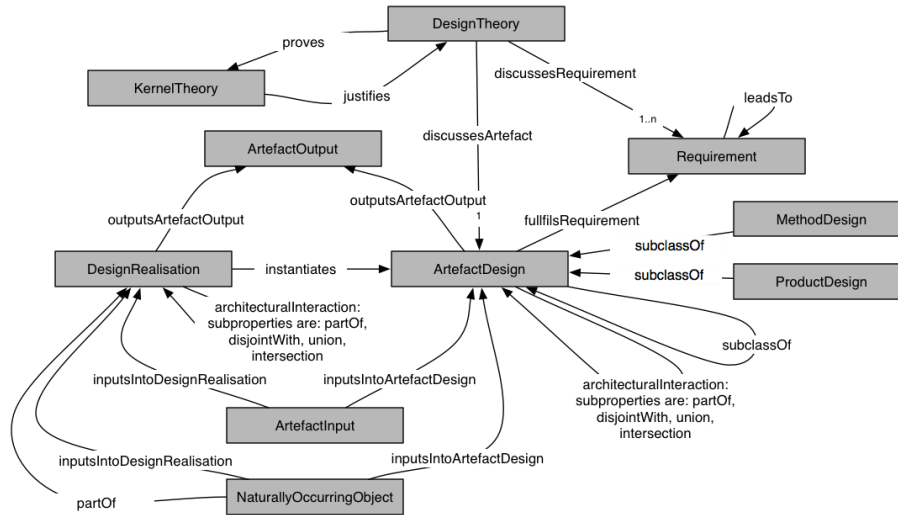 DesignTheory
proves
KernelTheory
justifies
discussesRequirement
leadsTo
1..n
discussesArtefact
ArtefactOutput
Requirement
outputsArtefactOutput
outputsArtefactOutput
1
fullfilsRequirement
MethodDesign
subclassOf
DesignRealisation
instantiates
ArtefactDesign
subclassOf
ProductDesign
architecturalInteraction:
subproperties are: partOf,
disjointWith, union,
intersection
subclassOf
inputsIntoDesignRealisation
inputsIntoArtefactDesign
architecturalInteraction:
subproperties are: partOf,
disjointWith, union,
intersection
ArtefactInput
inputsIntoDesignRealisation
inputsIntoArtefactDesign
partOf
NaturallyOccurringObject